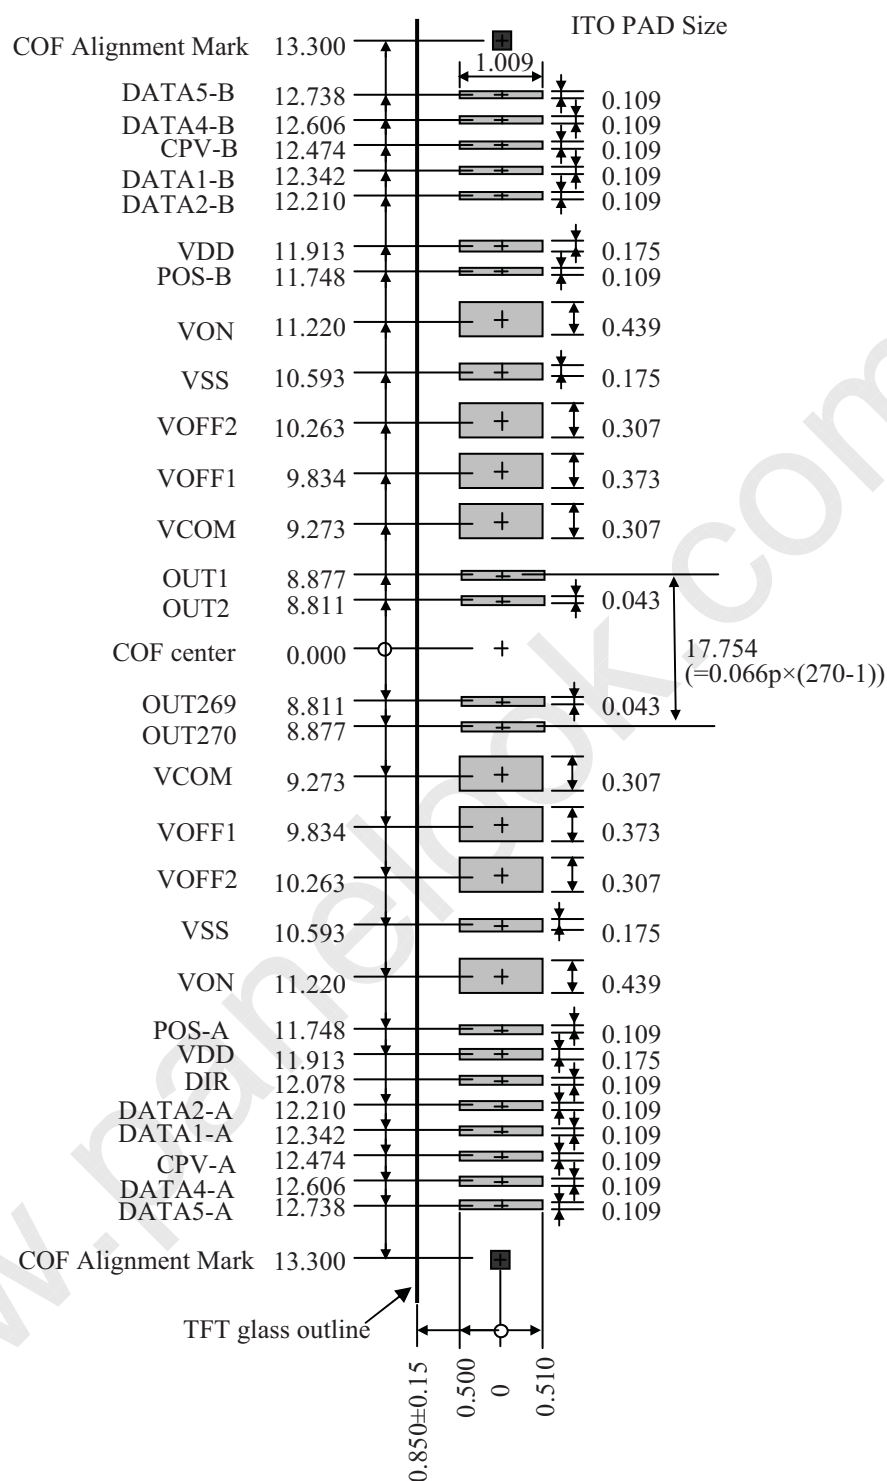 ITO PAD Size
COF Alignment Mark 13.300
1.009
DATA5-B 12.738 0.109
DATA4-B 12.606 0.109
CPV-B 12.474 0.109
DATA1-B 12.342 0.109
DATA2-B 12.210 0.109
VDD 11.913 0.175
POS-B 11.748 0.109
VON 11.220 0.439
VSS 10.593 0.175
VOFF2 10.263 0.307
VOFF1 9.834 0.373
VCOM 9.273 0.307
OUT1 8.877
OUT2 8.811 0.043
COF center 0.000 17.754
(=0.066p×(270-1))
OUT269 8.811 0.043
OUT270 8.877
VCOM 9.273 0.307
VOFF1 9.834 0.373
VOFF2 10.263 0.307
VSS 10.593 0.175
VON 11.220 0.439
POS-A 11.748 0.109
VDD 11.913 0.175
DIR 12.078 0.109
DATA2-A 12.210 0.109
DATA1-A 12.342 0.109
CPV-A 12.474 0.109
DATA4-A 12.606 0.109
DATA5-A 12.738 0.109
COF Alignment Mark 13.300
TFT glass outline
0.850±0.15
0.500
0
0.510
w.panelook.com